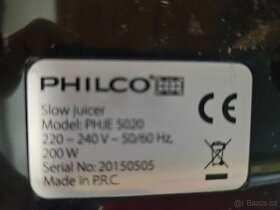 PHILCO
Slow Juicer
Model: PHJE 5020
220 – 240 V – 50/60 Hz,
200 W
Serial No: 20150505
Made in P.R.C.
CE
Bazoš.cz